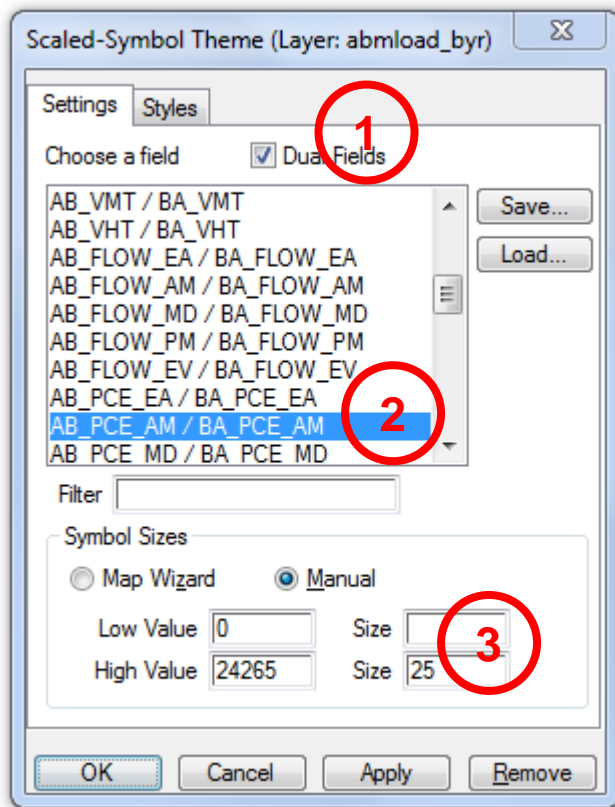 Scaled-Symbol Theme (Layer: abmload_byr)
Settings Styles
1
Choose a field Dual Fields
AB_VMT / BA_VMT
AB_VHT / BA_VHT
Save...
AB_FLOW_EA / BA_FLOW_EA
Load...
AB_FLOW_AM / BA_FLOW_AM
AB_FLOW_MD / BA_FLOW_MD
AB_FLOW_PM / BA_FLOW_PM
AB_FLOW_EV / BA_FLOW_EV
AB_PCE_EA / BA_PCE_EA
2
AB_PCE_AM / BA_PCE_AM
AB_PCE_MD / BA_PCE_MD
Filter
Symbol Sizes
Map Wizard Manual
Low Value 0 Size
3
High Value 24265 Size 25
OK Cancel Apply Remove